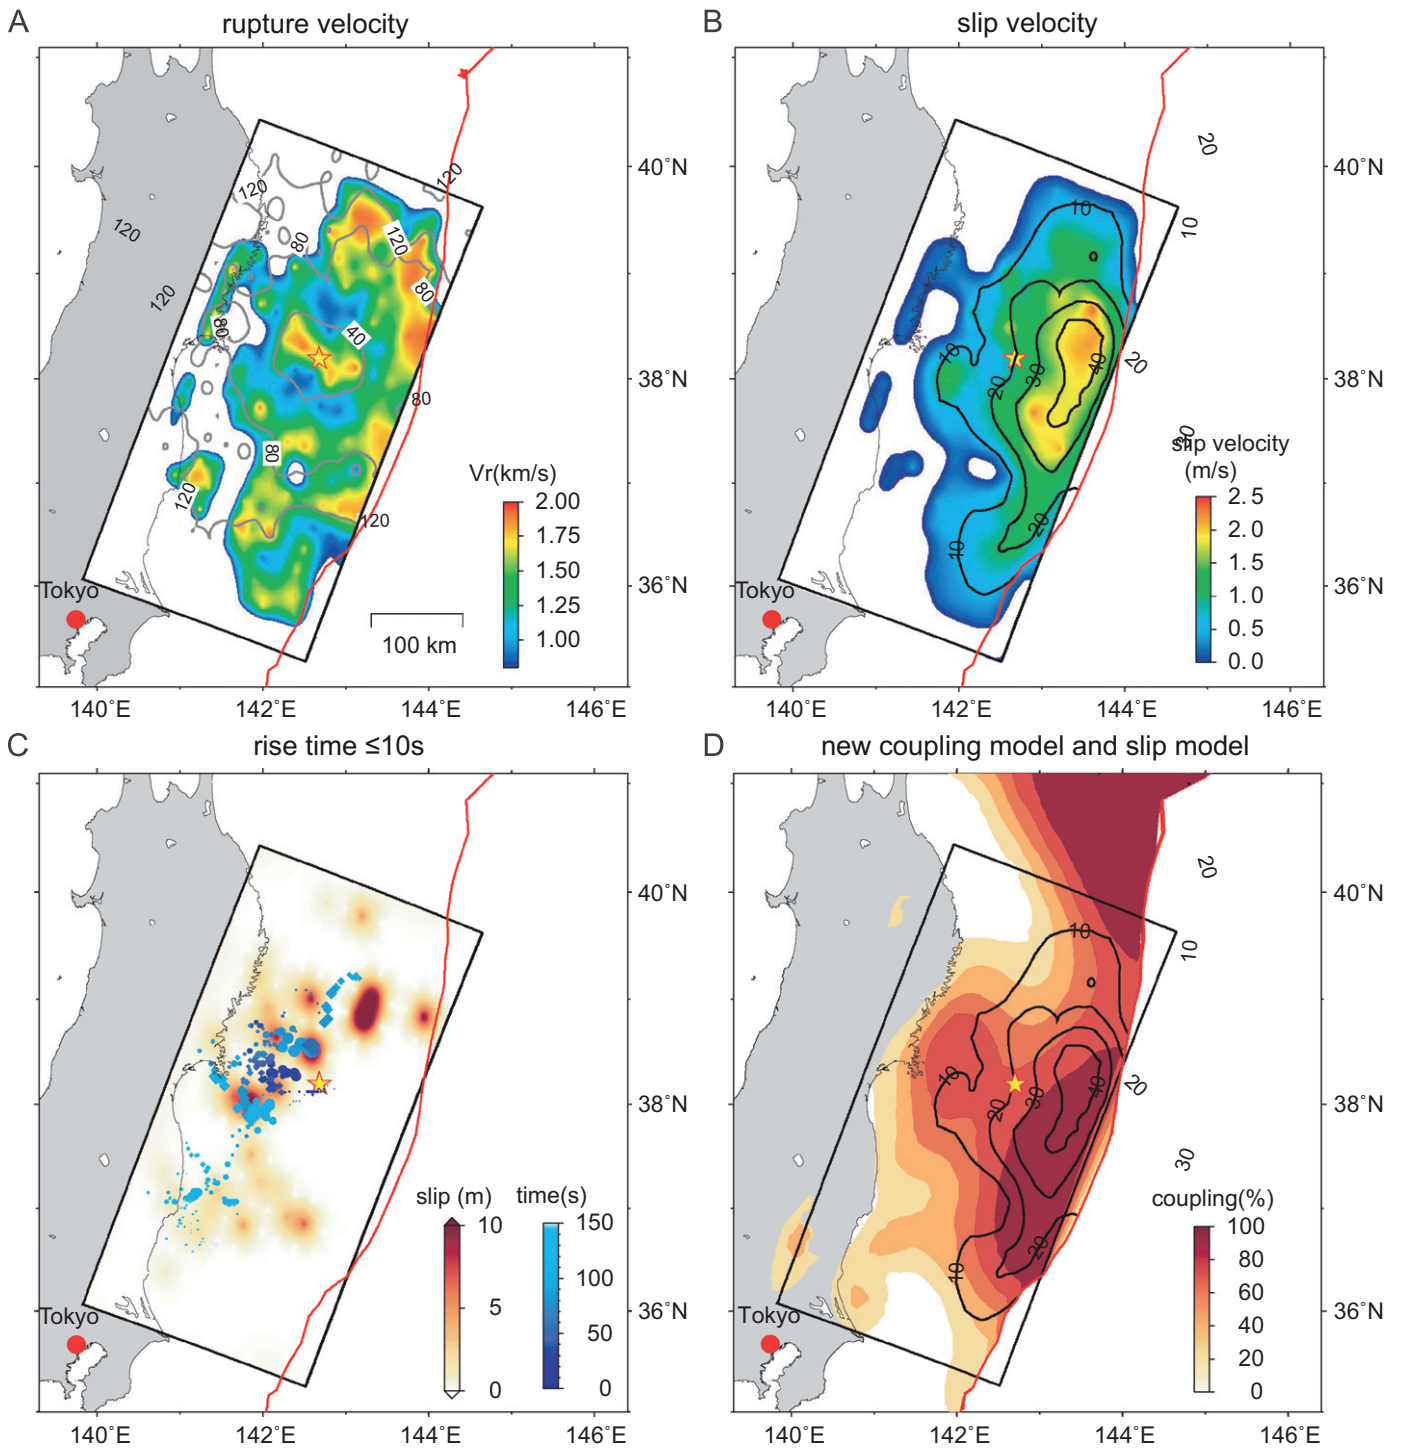 A
rupture velocity
120
120
120
120
80
120
80
80
40
80
80
120
120
Vr(km/s)
2.00
1.75
1.50
1.25
1.00
100 km
Tokyo
40°N
38°N
36°N
140°E
142°E
144°E
146°E
B
slip velocity
20
10
10
10
20
30
40
20
30
20
10
slip velocity
(m/s)
2.5
2.0
1.5
1.0
0.5
0.0
Tokyo
40°N
38°N
36°N
140°E
142°E
144°E
146°E
C
rise time ≤10s
slip (m)
10
5
0
time(s)
150
100
50
0
Tokyo
40°N
38°N
36°N
140°E
142°E
144°E
146°E
D
new coupling model and slip model
20
10
10
10
20
30
40
20
30
20
10
coupling(%)
100
80
60
40
20
0
Tokyo
40°N
38°N
36°N
140°E
142°E
144°E
146°E